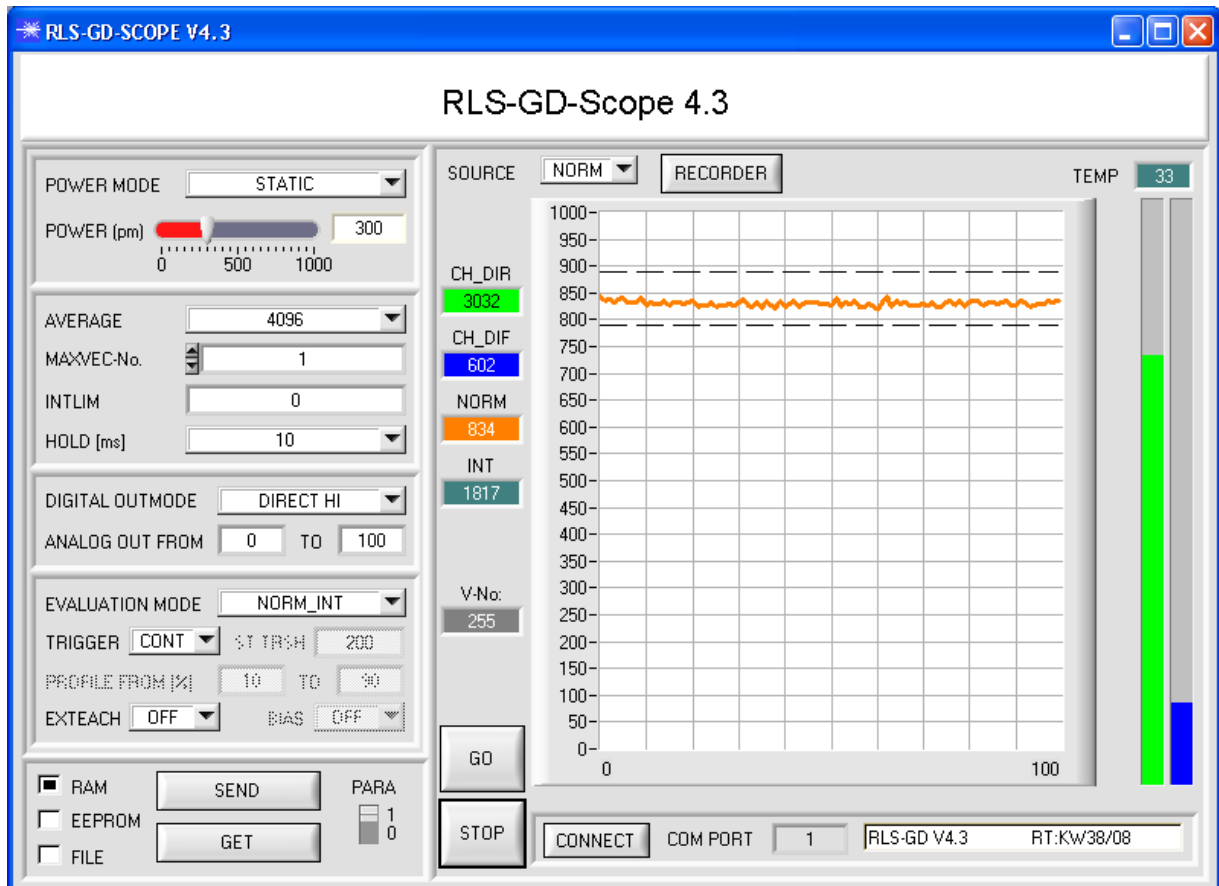 RLS-GD-SCOPE V4.3
RLS-GD-Scope 4.3
POWER MODE STATIC
POWER (pm) 300
0 500 1000
AVERAGE 4096
MAXVEC-No. 1
INTLIM 0
HOLD [ms] 10
DIGITAL OUTMODE DIRECT HI
ANALOG OUT FROM 0 TO 100
EVALUATION MODE NORM_INT
TRIGGER CONT ST TRSH 200
PROFILE FROM [%] 10 TO 90
EXTEACH OFF BIAS OFF
RAM SEND PARA
EEPROM 1
GET 0
FILE
SOURCE NORM RECORDER TEMP 33
CH_DIR
3032
CH_DIF
602
NORM
834
INT
1817
V-No:
255
GO
STOP
1000
950
900
850
800
750
700
650
600
550
500
450
400
350
300
250
200
150
100
50
0
0 100
CONNECT COM PORT 1 RLS-GD V4.3 RT:KW38/08